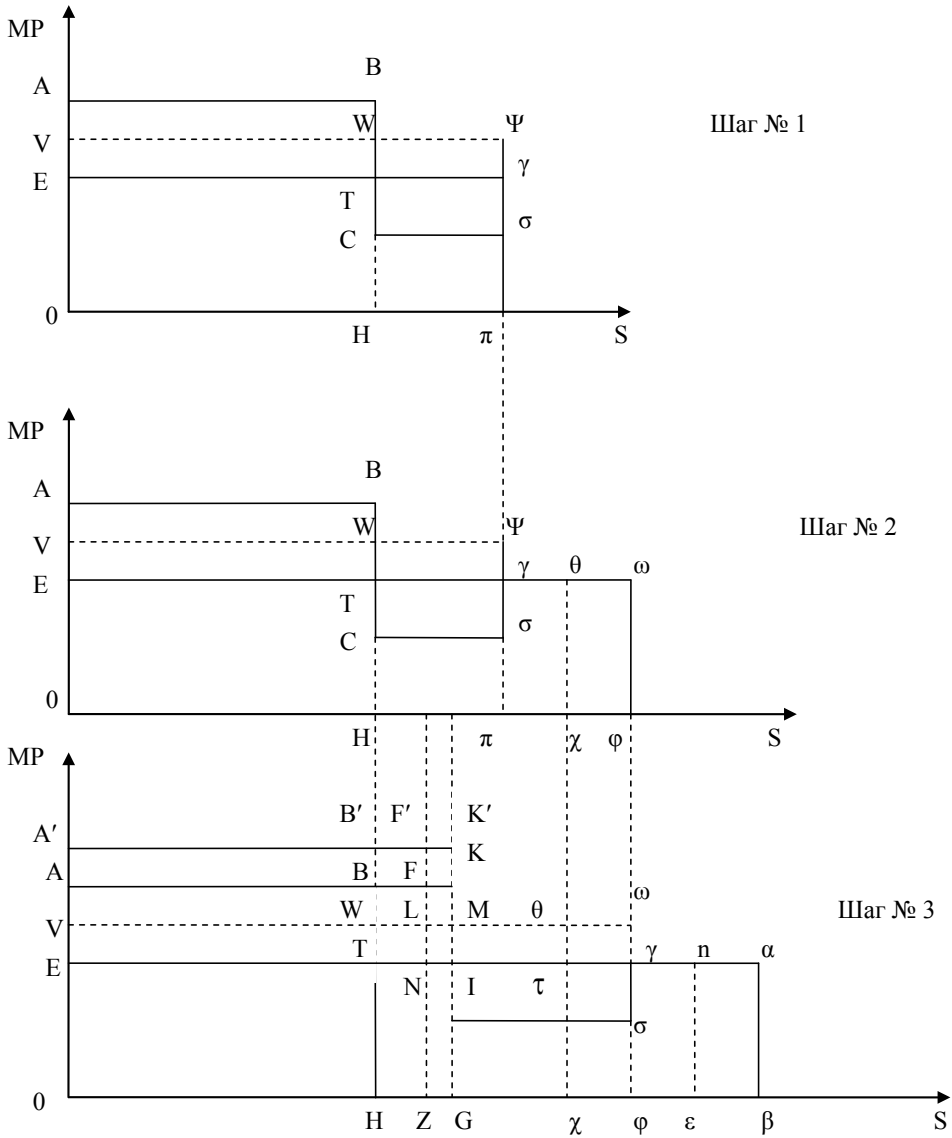 MP
B
A
W Ψ Шаг № 1
V
γ
E
T
σ
C
0
H π S
MP
B
A
W Ψ Шаг № 2
V
γ θ ω
E
T
σ
C
0
H π χ φ S
MP
B′ F′ K′
A′
K
A B F
ω
W L M θ Шаг № 3
V
T γ n α
E
N I τ
σ
0
H Z G χ φ ε β S